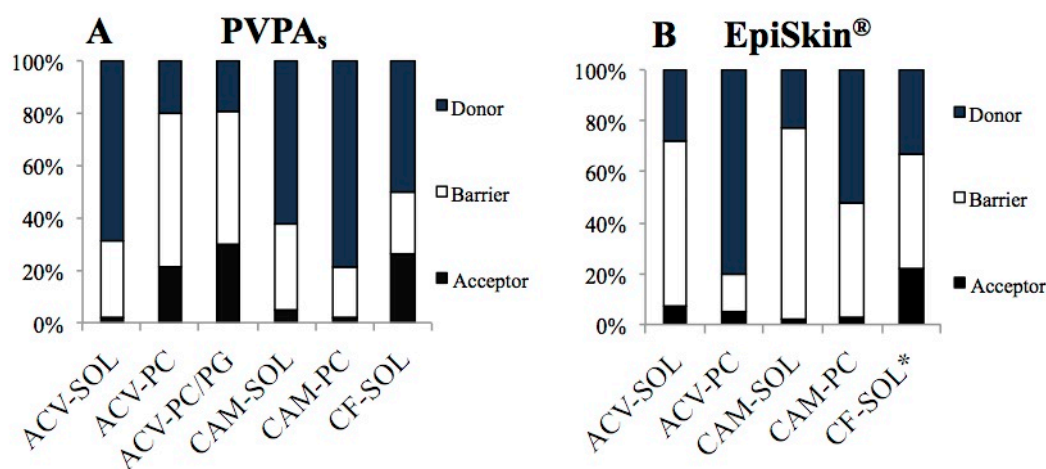 A PVPAs
100%
80%
60%
40%
20%
0%
Donor
Barrier
Acceptor
ACV-SOL
ACV-PC
ACV-PC/PG
CAM-SOL
CAM-PC
CF-SOL
B EpiSkin®
100%
80%
60%
40%
20%
0%
Donor
Barrier
Acceptor
ACV-SOL
ACV-PC
CAM-SOL
CAM-PC
CF-SOL*